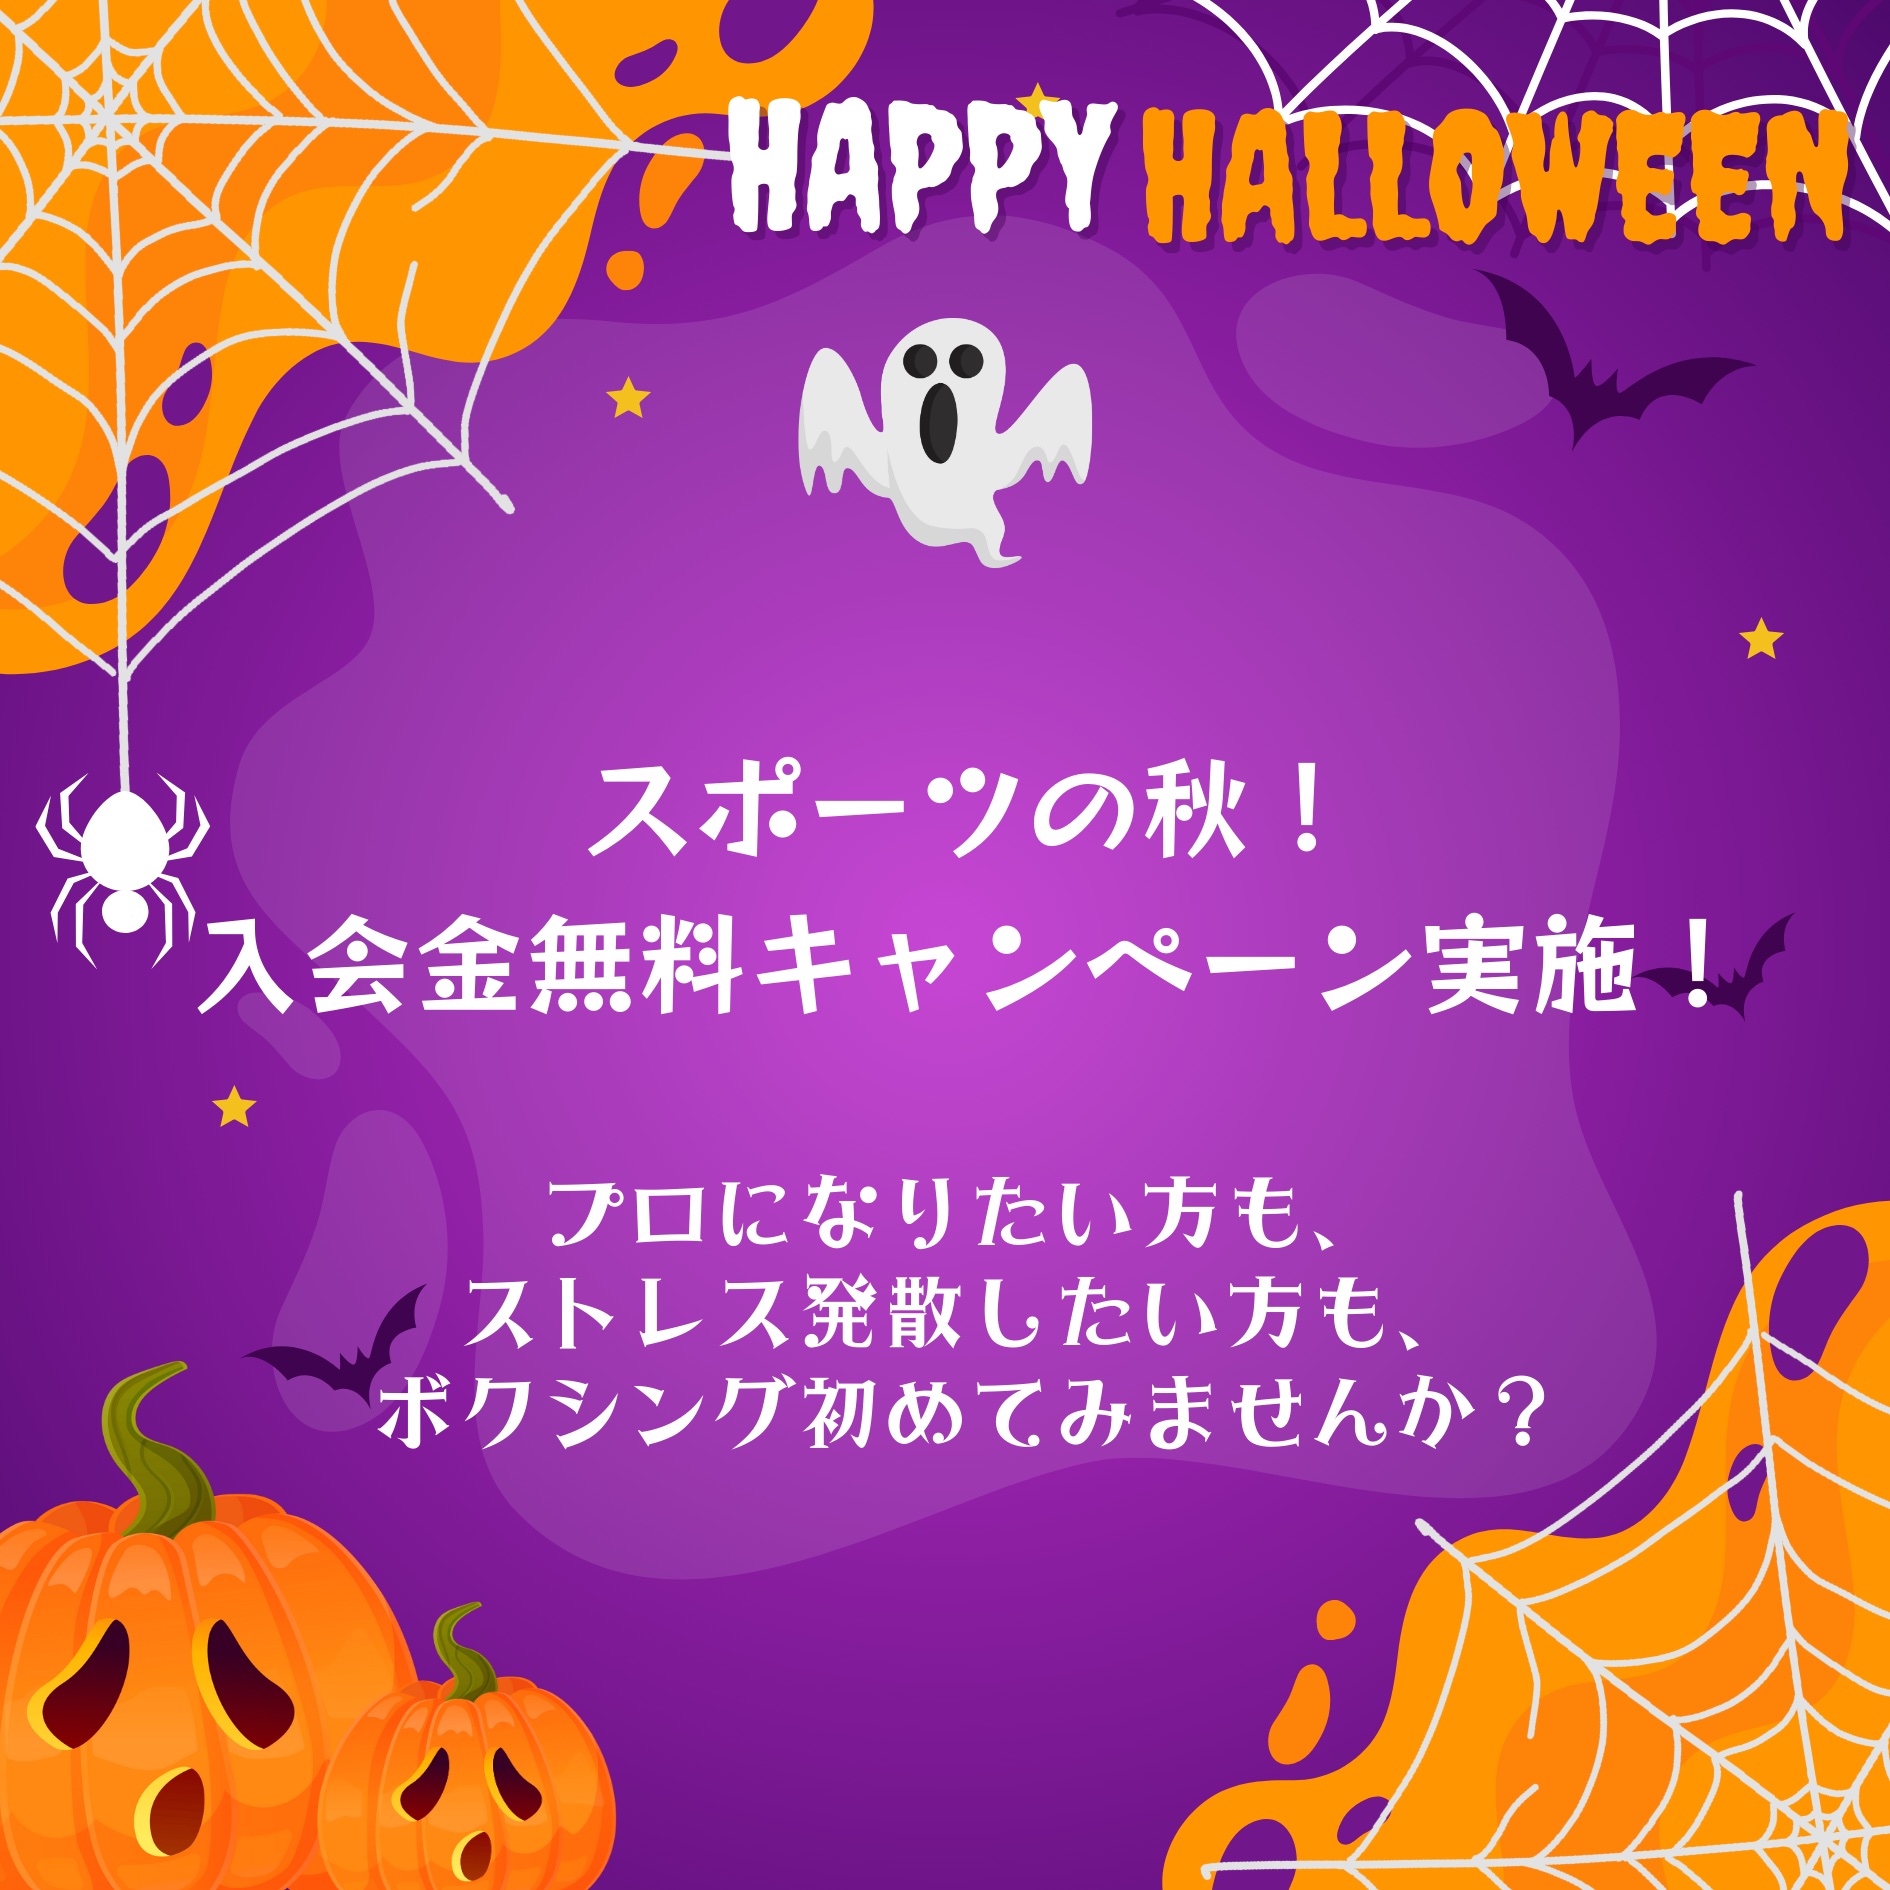 HAPPY HALLOWEEN
スポーツの秋！
入会金無料キャンペーン実施！
プロになりたい方も、
ストレス発散したい方も、
ボクシング初めてみませんか？